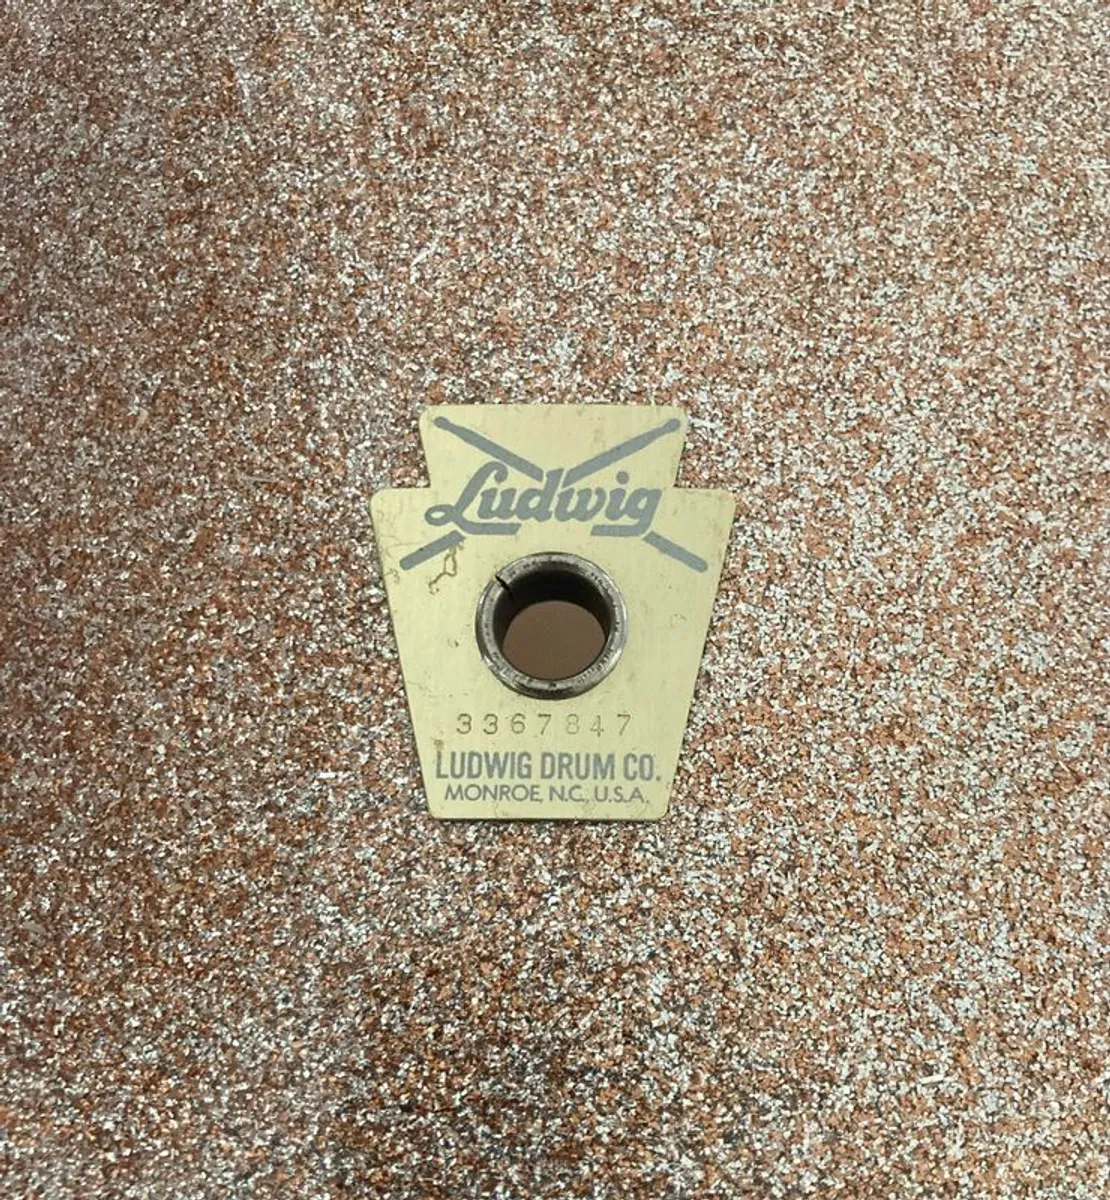 Ludwig
3367847
LUDWIG DRUM CO.
MONROE, N.C., U.S.A.